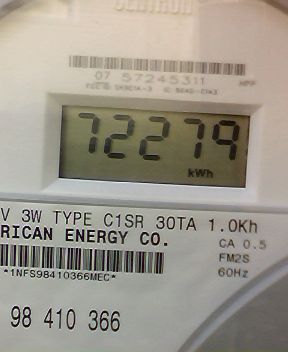 CENTRON
07 57245311
72279
kWh
V 3W TYPE C1SR 30TA 1.0Kh
RICAN ENERGY CO.
CA 0.5
FM2S
60Hz
*1NFS98410366MEC*
98 410 366